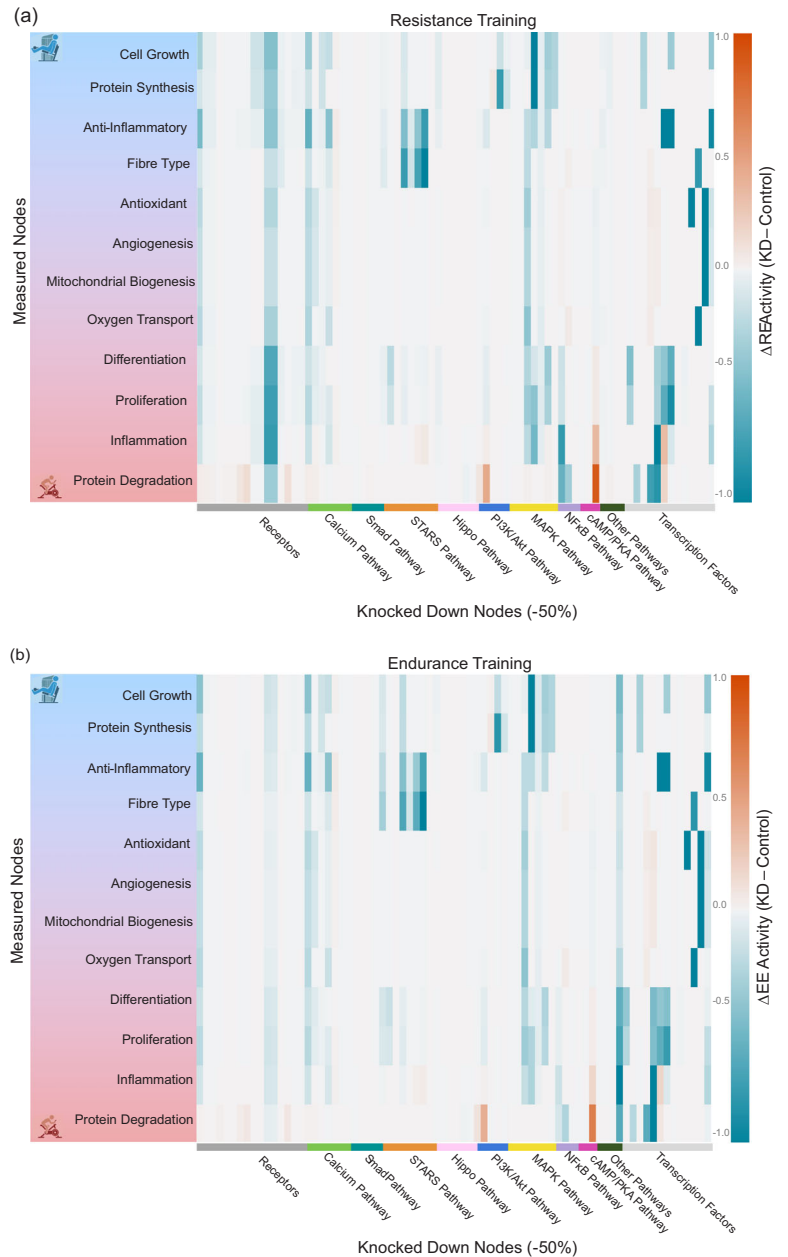 (a)
Resistance Training
Cell Growth
Protein Synthesis
Anti-Inflammatory
Fibre Type
Antioxidant
Angiogenesis
Mitochondrial Biogenesis
Oxygen Transport
Differentiation
Proliferation
Inflammation
Protein Degradation
Measured Nodes
1.0
0.5
0.0
-0.5
-1.0
ΔREActivity (KD – Control)
Receptors
Calcium Pathway
Smad Pathway
STARS Pathway
Hippo Pathway
PI3K/Akt Pathway
MAPK Pathway
NFκB Pathway
cAMP/PKA Pathway
Other Pathways
Transcription Factors
Knocked Down Nodes (-50%)
(b)
Endurance Training
Cell Growth
Protein Synthesis
Anti-Inflammatory
Fibre Type
Antioxidant
Angiogenesis
Mitochondrial Biogenesis
Oxygen Transport
Differentiation
Proliferation
Inflammation
Protein Degradation
Measured Nodes
1.0
0.5
0.0
-0.5
-1.0
ΔEE Activity (KD – Control)
Receptors
Calcium Pathway
SmadPathway
STARS Pathway
Hippo Pathway
PI3K/Akt Pathway
MAPK Pathway
NFκB Pathway
cAMP/PKA Pathway
Other Pathways
Transcription Factors
Knocked Down Nodes (-50%)